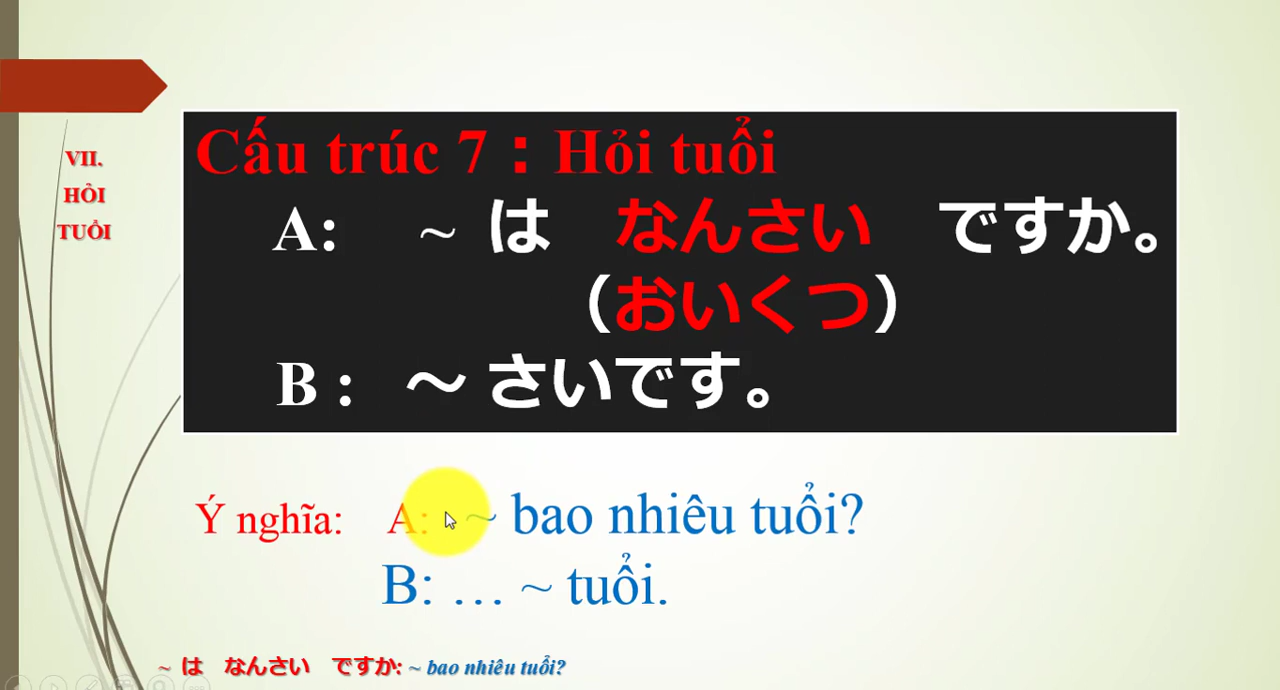 VII.
HỎI
TUỔI
Cấu trúc 7：Hỏi tuổi
A: ~ は なんさい ですか。
（おいくつ）
B : ～ さいです。
Ý nghĩa: A: ~ bao nhiêu tuổi?
B: … ~ tuổi.
~ は なんさい ですか: ~ bao nhiêu tuổi?